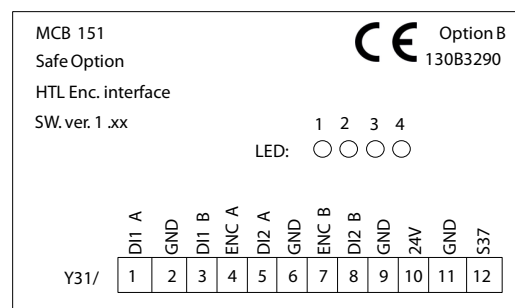 MCB 151
Safe Option
HTL Enc. interface
SW. ver. 1 .xx
CE Option B
130B3290
1 2 3 4
LED:
DI1 A GND DI1 B ENC A DI2 A GND ENC B DI2 B GND 24V GND S37
Y31/ 1 2 3 4 5 6 7 8 9 10 11 12